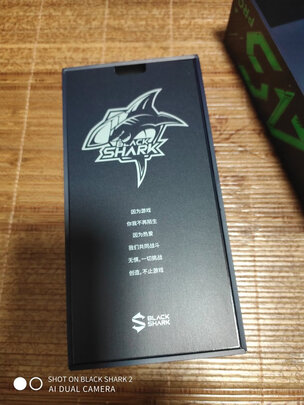 BLACK
SHARK
因为游戏
你我不再陌生
因为热爱
我们共同战斗
无惧，一切挑战
创造，不止游戏
BLACK
SHARK
PRO
SHOT ON BLACK SHARK 2
AI DUAL CAMERA